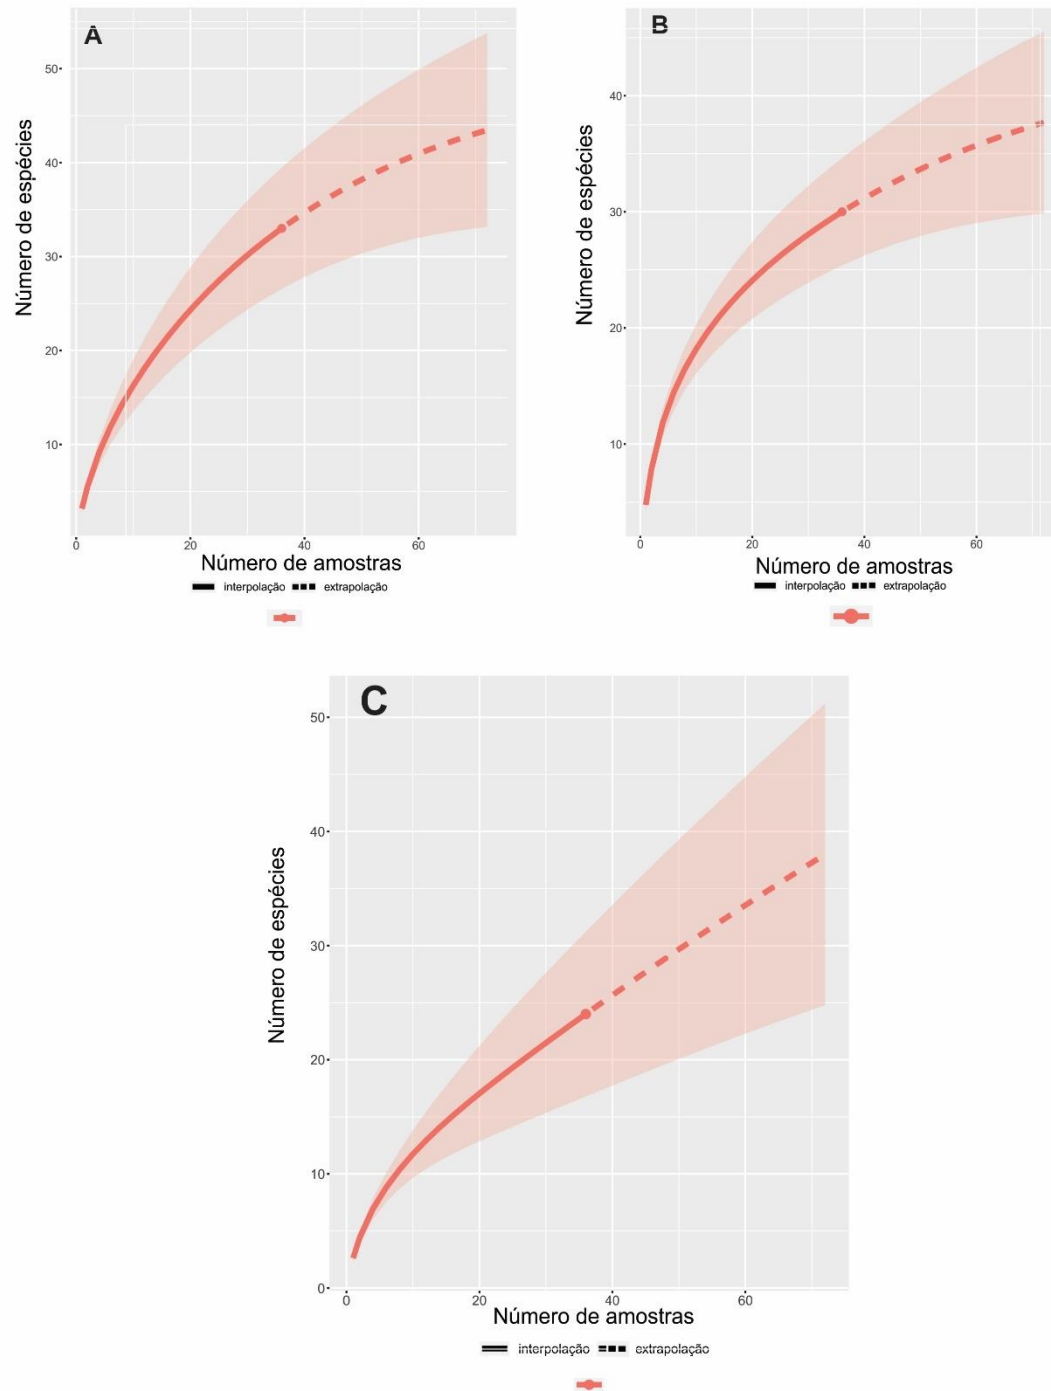 A
Número de espécies
50
40
30
20
10
0 20 40 60
Número de amostras
interpolação extrapolação
B
Número de espécies
40
30
20
10
0 20 40 60
Número de amostras
interpolação extrapolação
C
Número de espécies
50
40
30
20
10
0
0 20 40 60
Número de amostras
interpolação extrapolação